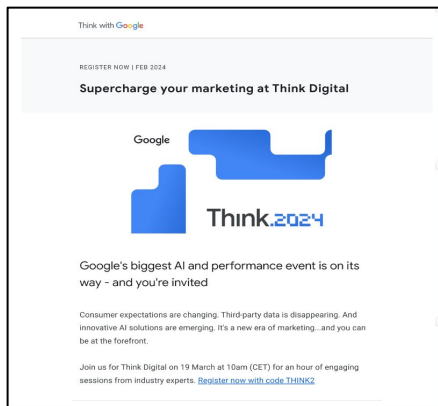 Think with Google
REGISTER NOW | FEB 2024
Supercharge your marketing at Think Digital
Google
Think.2024
Google's biggest AI and performance event is on its
way - and you're invited
Consumer expectations are changing. Third-party data is disappearing. And
innovative AI solutions are emerging. It's a new era of marketing...and you can
be at the forefront.
Join us for Think Digital on 19 March at 10am (CET) for an hour of engaging
sessions from industry experts. Register now with code THINK2